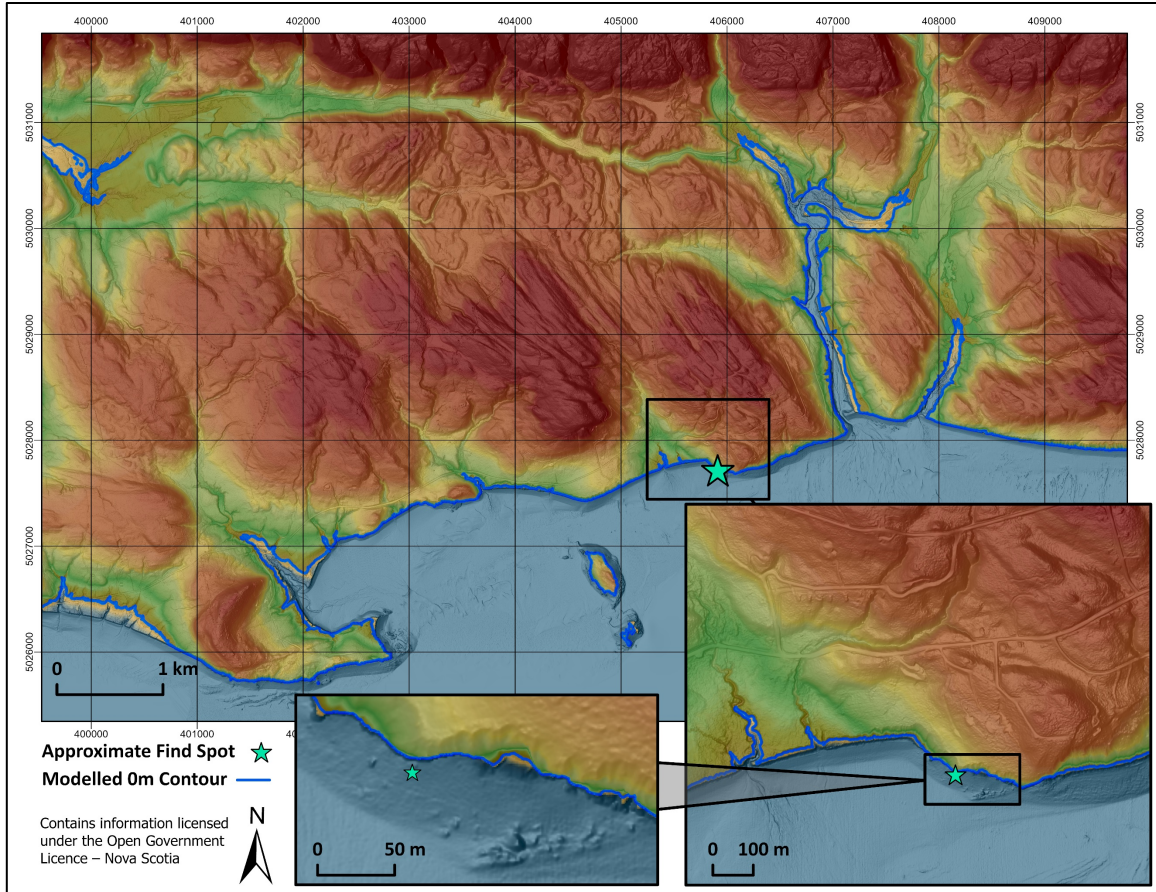 400000 401000 402000 403000 404000 405000 406000 407000 408000 409000
5031000 5031000
5030000 5030000
5029000 5029000
5028000 5028000
5027000
5026000
0 1 km
400000 401000
Approximate Find Spot
Modelled 0m Contour
Contains information licensed
under the Open Government
Licence – Nova Scotia
N
0 50 m
0 100 m